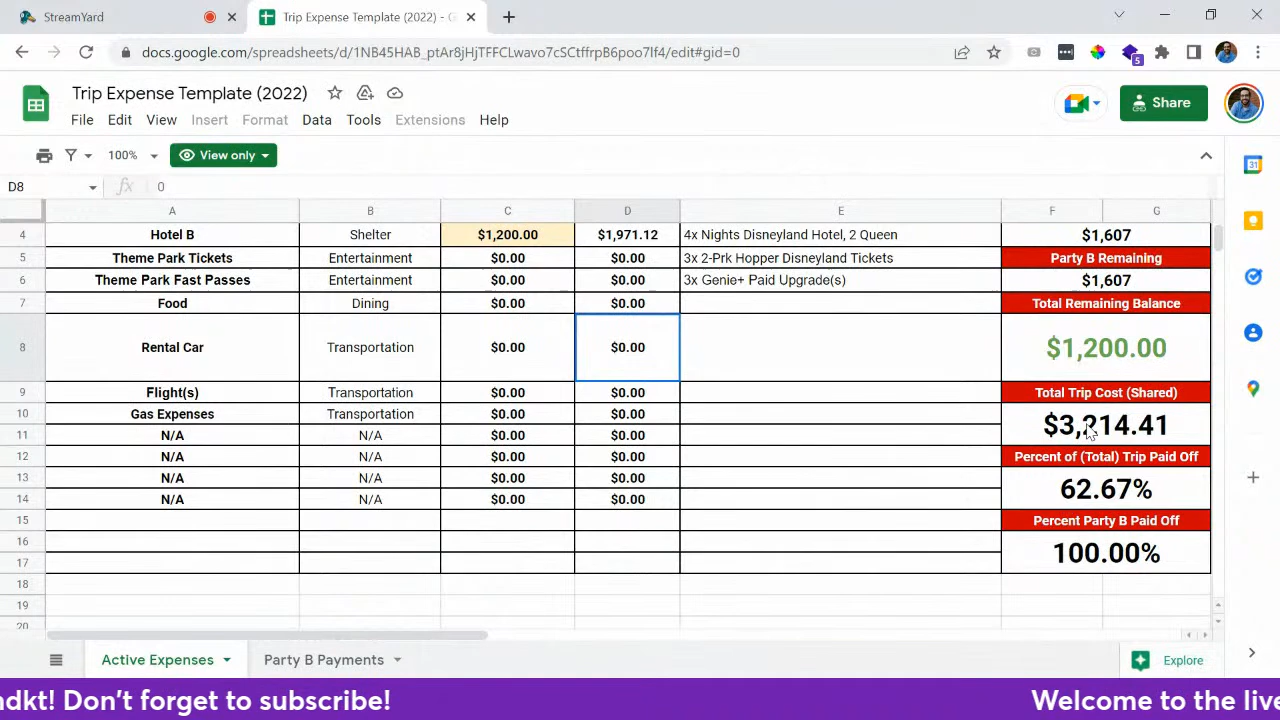 StreamYard
Trip Expense Template (2022) - G
docs.google.com/spreadsheets/d/1NB45HAB_ptAr8jHjTFFCLwavo7cSCtffrpB6poo7lf4/edit#gid=0
5
Trip Expense Template (2022)
File Edit View Insert Format Data Tools Extensions Help
Share
100% View only
31
D8 fx 0
A B C D E F G
4 Hotel B Shelter $1,200.00 $1,971.12 4x Nights Disneyland Hotel, 2 Queen $1,607
5 Theme Park Tickets Entertainment $0.00 $0.00 3x 2-Prk Hopper Disneyland Tickets Party B Remaining
6 Theme Park Fast Passes Entertainment $0.00 $0.00 3x Genie+ Paid Upgrade(s) $1,607
7 Food Dining $0.00 $0.00 Total Remaining Balance
8 Rental Car Transportation $0.00 $0.00 $1,200.00
9 Flight(s) Transportation $0.00 $0.00 Total Trip Cost (Shared)
10 Gas Expenses Transportation $0.00 $0.00
11 N/A N/A $0.00 $0.00 $3,214.41
12 N/A N/A $0.00 $0.00 Percent of (Total) Trip Paid Off
13 N/A N/A $0.00 $0.00 62.67%
14 N/A N/A $0.00 $0.00
15 Percent Party B Paid Off
16 100.00%
17
18
19
20
Active Expenses Party B Payments Explore
adkt! Don't forget to subscribe! Welcome to the live